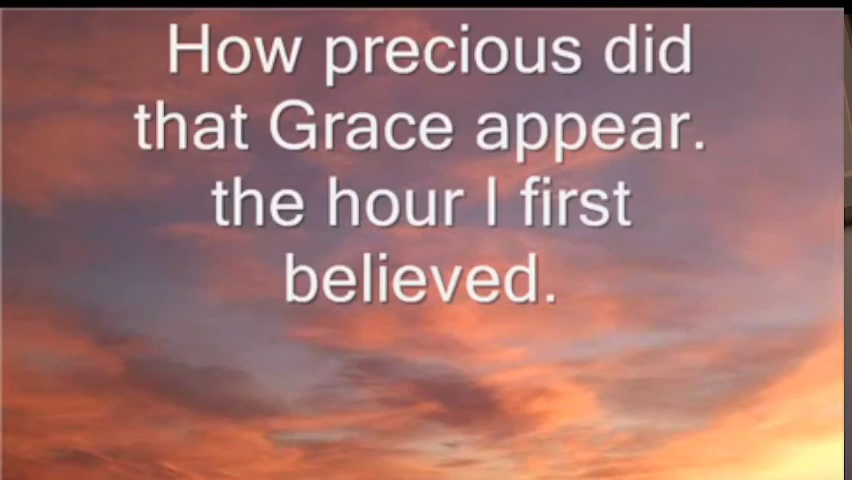 How precious did
that Grace appear.
the hour I first
believed.